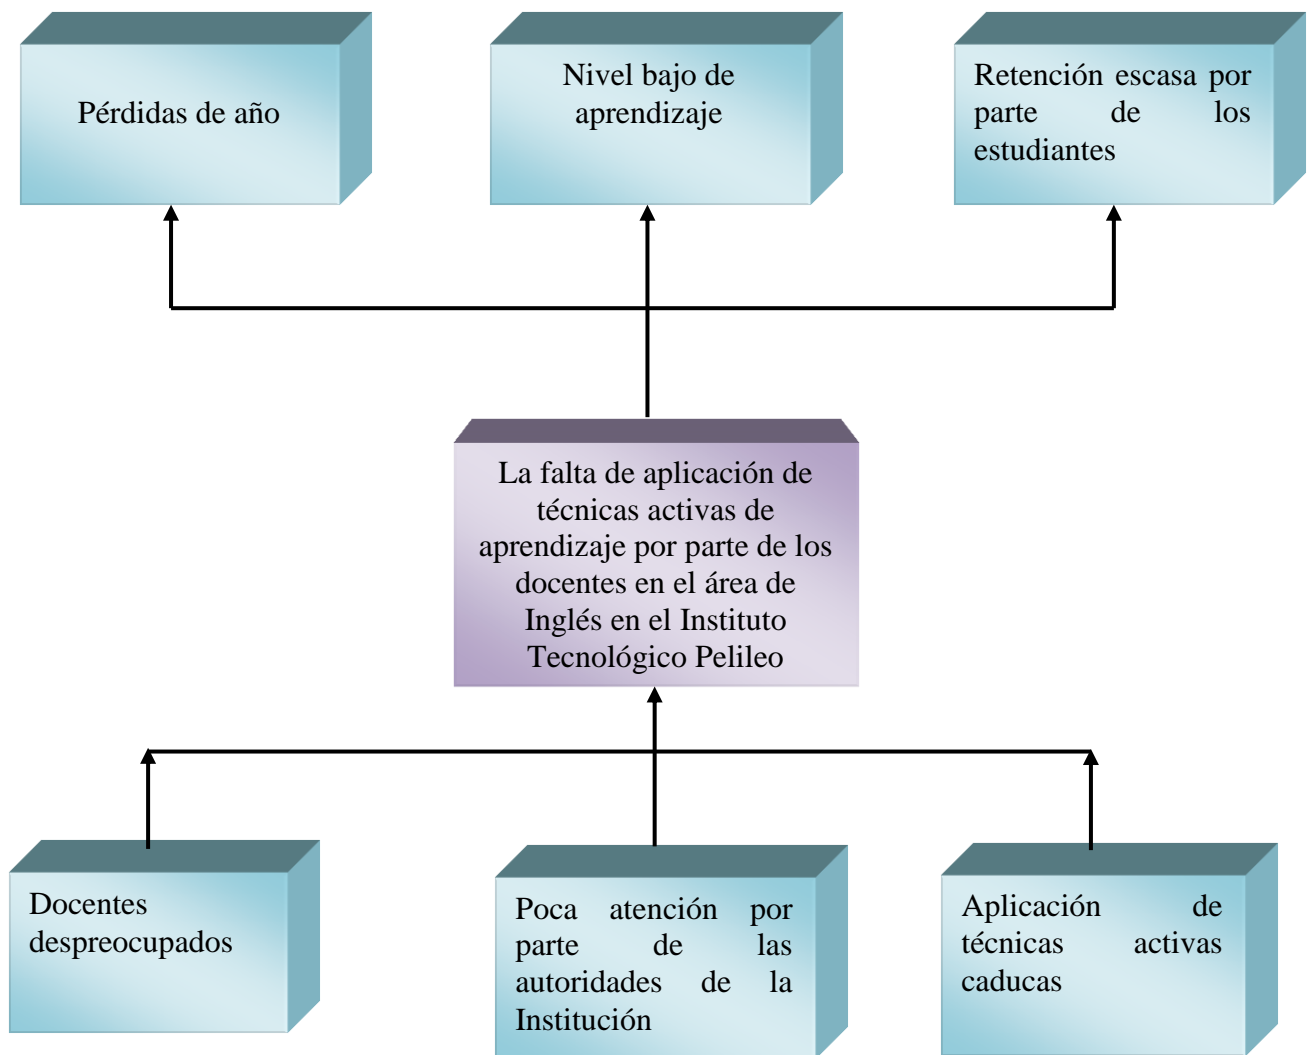 Pérdidas de año
Nivel bajo de
aprendizaje
Retención escasa por
parte de los
estudiantes
La falta de aplicación de
técnicas activas de
aprendizaje por parte de los
docentes en el área de
Inglés en el Instituto
Tecnológico Pelileo
Docentes
despreocupados
Poca atención por
parte de las
autoridades de la
Institución
Aplicación de
técnicas activas
caducas